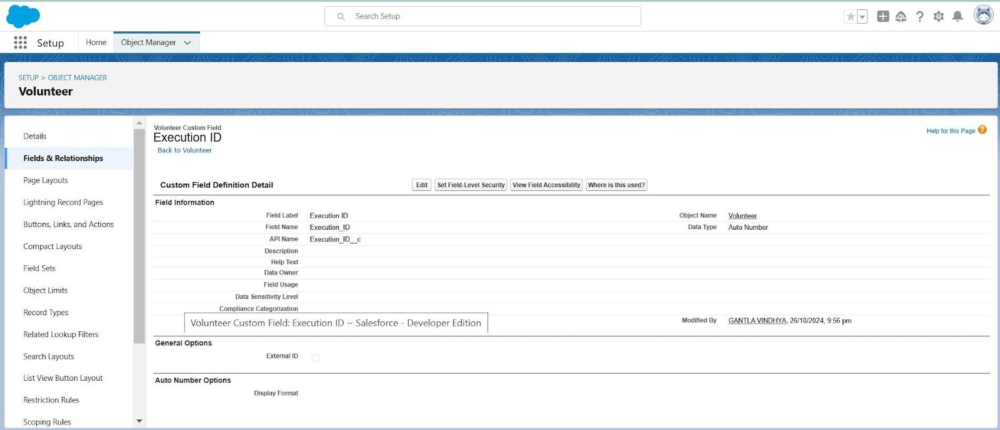 Search Setup
Setup
Home
Object Manager
SETUP > OBJECT MANAGER
Volunteer
Details
Fields & Relationships
Page Layouts
Lightning Record Pages
Buttons, Links, and Actions
Compact Layouts
Field Sets
Object Limits
Record Types
Related Lookup Filters
Search Layouts
List View Button Layout
Restriction Rules
Scoping Rules
Volunteer Custom Field
Execution ID
Back to Volunteer
Help for this Page ?
Custom Field Definition Detail Edit Set Field-Level Security View Field Accessibility Where is this used?
Field Information
Field Label Execution ID Object Name Volunteer
Field Name Execution_ID Data Type Auto Number
API Name Execution_ID__c
Description
Help Text
Data Owner
Field Usage
Data Sensitivity Level
Compliance Categorization
Volunteer Custom Field: Execution ID ~ Salesforce - Developer Edition
Modified By GANTLA VINDHYA, 26/10/2024, 9:56 pm
General Options
External ID
Auto Number Options
Display Format